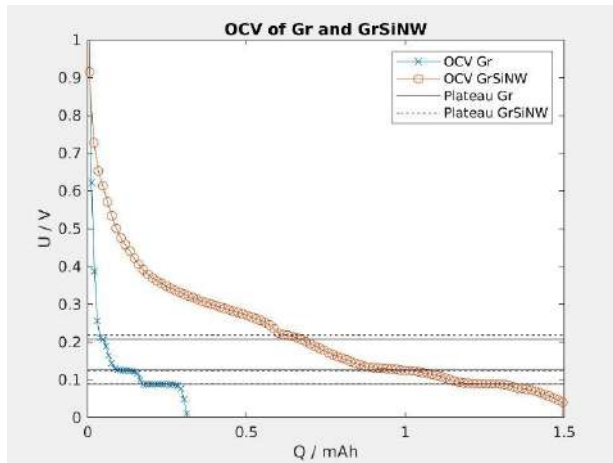 OCV of Gr and GrSiNW
1
0.9
0.8
0.7
0.6
0.5
0.4
0.3
0.2
0.1
0
U / V
OCV Gr
OCV GrSiNW
Plateau Gr
Plateau GrSiNW
0
0.5
1
1.5
Q / mAh